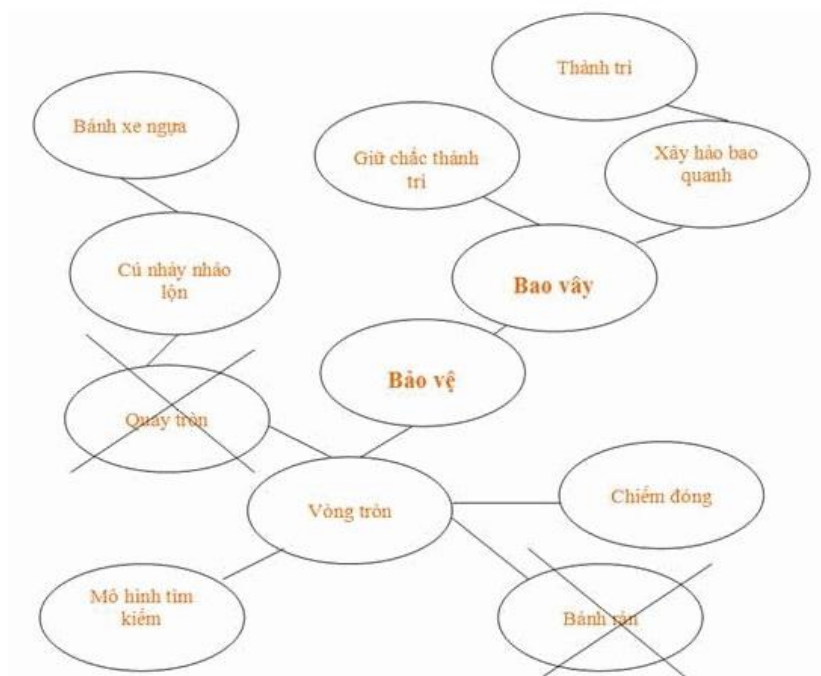 Thành trì
Bánh xe ngựa
Giữ chắc thành
trì
Xây hào bao
quanh
Cú nhảy nhào
lộn
Bao vây
Bảo vệ
Quay tròn
Vòng tròn
Chiếm đóng
Mô hình tìm
kiếm
Bánh rán